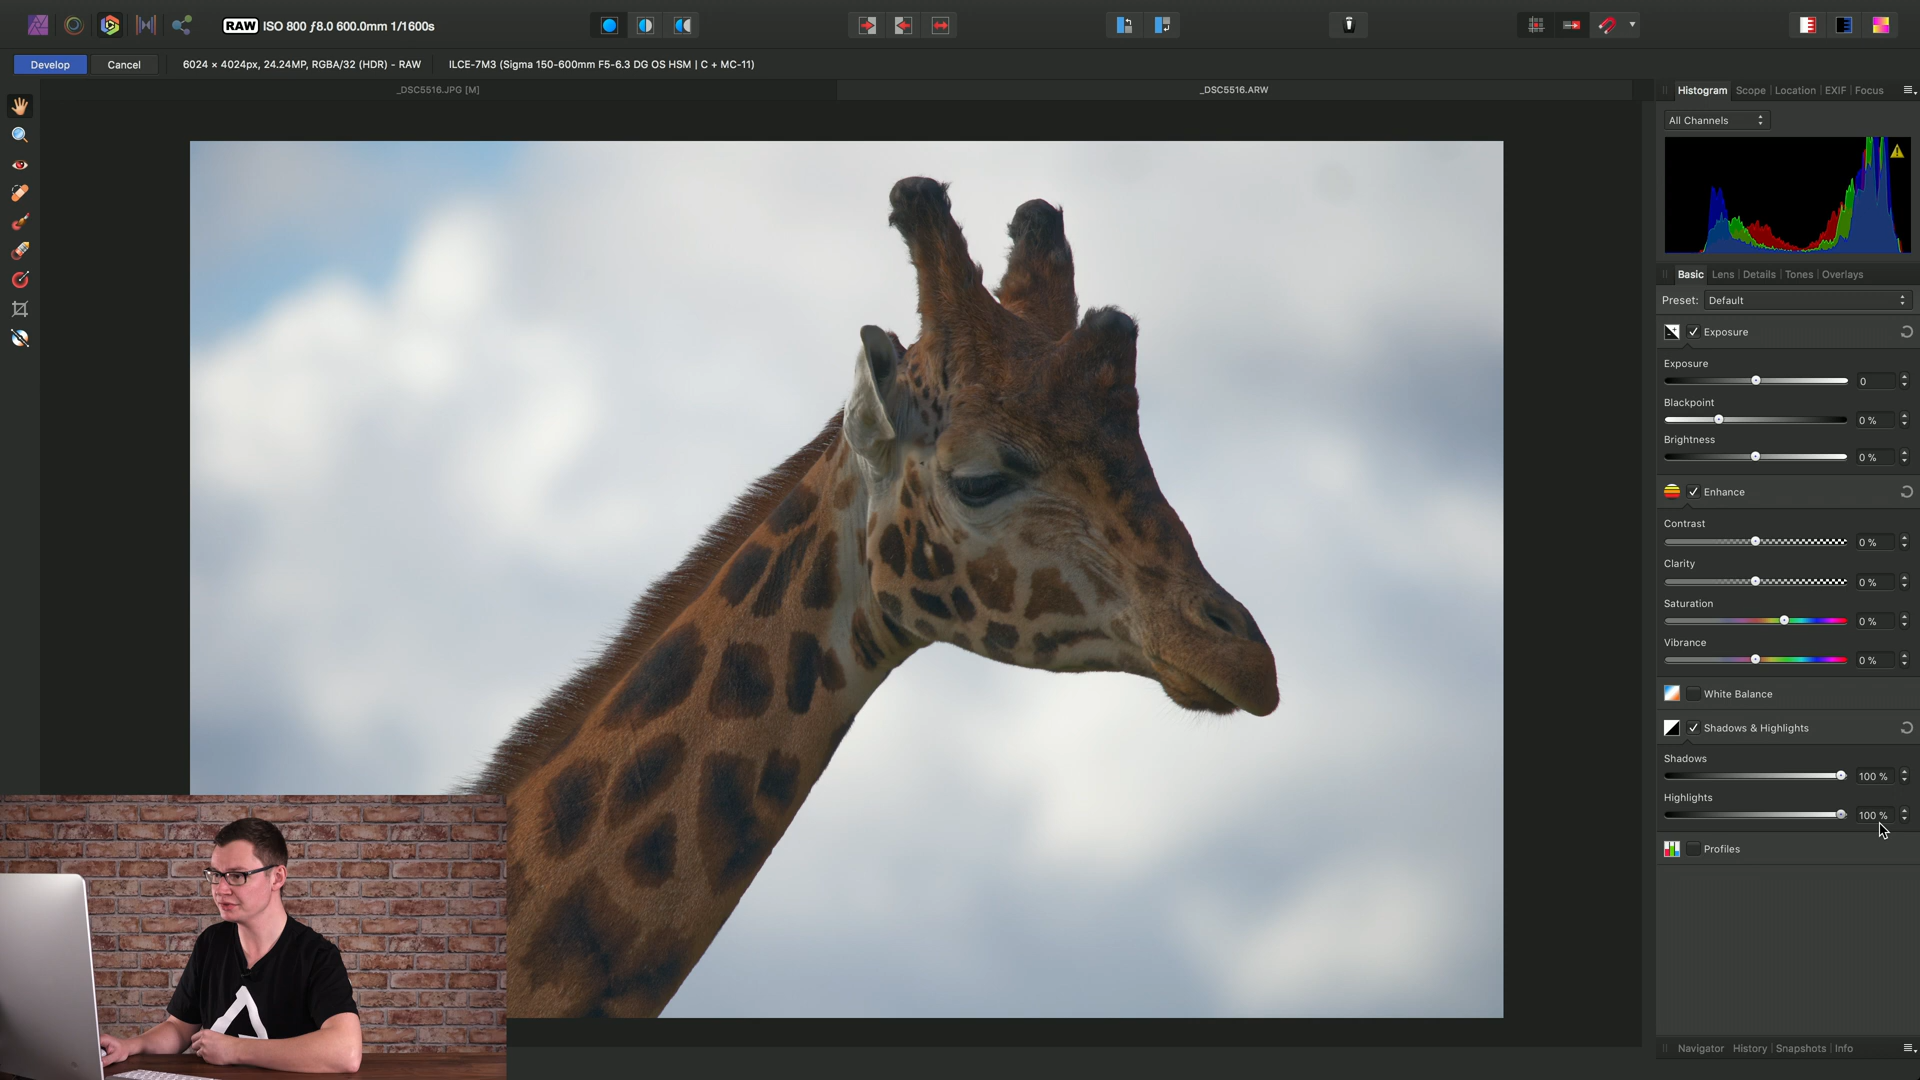 RAW ISO 800 ƒ8.0 600.0mm 1/1600s
Develop Cancel 6024 × 4024px, 24.24MP, RGBA/32 (HDR) - RAW ILCE-7M3 (Sigma 150-600mm F5-6.3 DG OS HSM | C + MC-11)
_DSC5516.JPG [M] _DSC5516.ARW
Histogram Scope Location EXIF Focus
All Channels
Basic Lens Details Tones Overlays
Preset: Default
Exposure
Exposure
0
Blackpoint
0 %
Brightness
0 %
Enhance
Contrast
0 %
Clarity
0 %
Saturation
0 %
Vibrance
0 %
White Balance
Shadows & Highlights
Shadows
100 %
Highlights
100 %
Profiles
Navigator History Snapshots Info